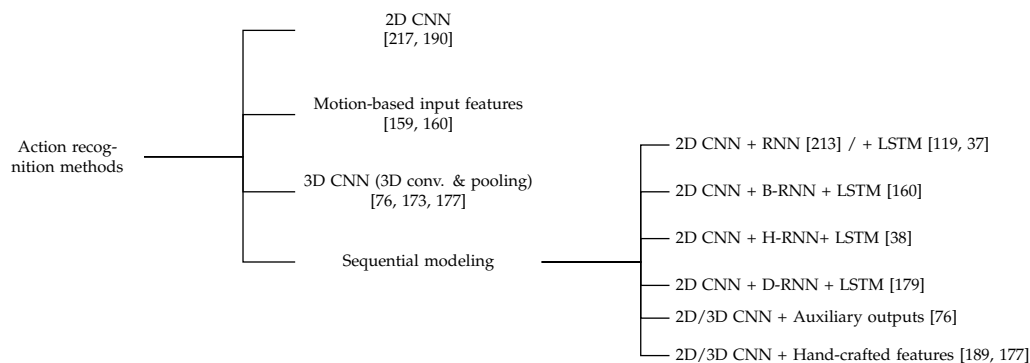 Action recog-
nition methods
2D CNN
[217, 190]
Motion-based input features
[159, 160]
3D CNN (3D conv. & pooling)
[76, 173, 177]
Sequential modeling
2D CNN + RNN [213] / + LSTM [119, 37]
2D CNN + B-RNN + LSTM [160]
2D CNN + H-RNN+ LSTM [38]
2D CNN + D-RNN + LSTM [179]
2D/3D CNN + Auxiliary outputs [76]
2D/3D CNN + Hand-crafted features [189, 177]